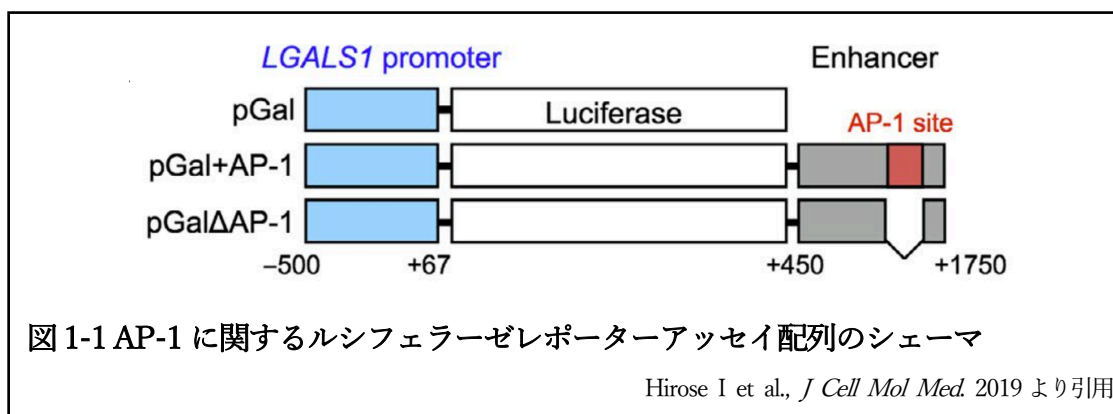 LGALS1 promoter Enhancer
pGal Luciferase AP-1 site
pGal+AP-1
pGalΔAP-1
−500 +67 +450 +1750
図 1-1 AP-1 に関するルシフェラーゼレポーターアッセイ配列のシェーマ
Hirose I et al., J Cell Mol Med. 2019 より引用